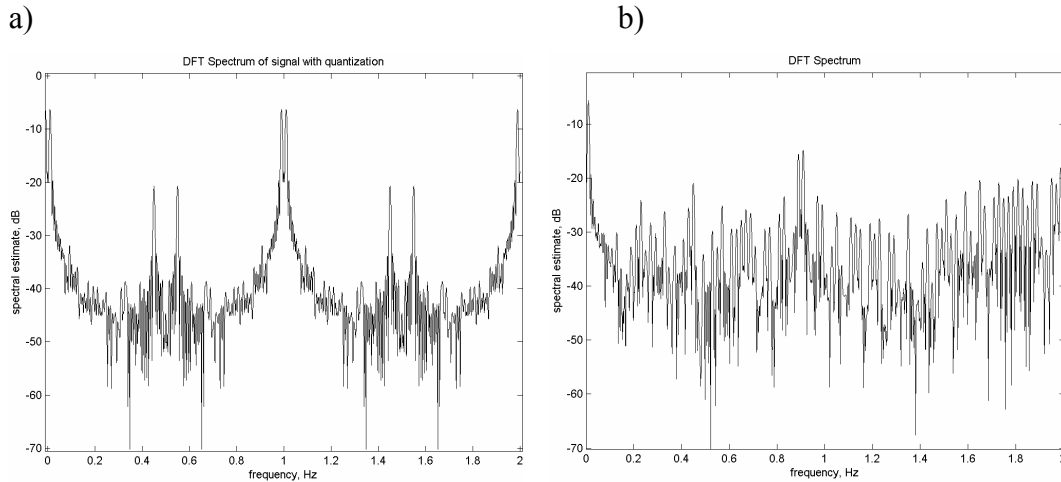 a)
b)
DFT Spectrum of signal with quantization
0
-10
-20
-30
-40
-50
-60
-70
spectral estimate, dB
0 0.2 0.4 0.6 0.8 1 1.2 1.4 1.6 1.8 2
frequency, Hz
DFT Spectrum
-10
-20
-30
-40
-50
-60
-70
spectral estimate, dB
0 0.2 0.4 0.6 0.8 1 1.2 1.4 1.6 1.8
frequency, Hz